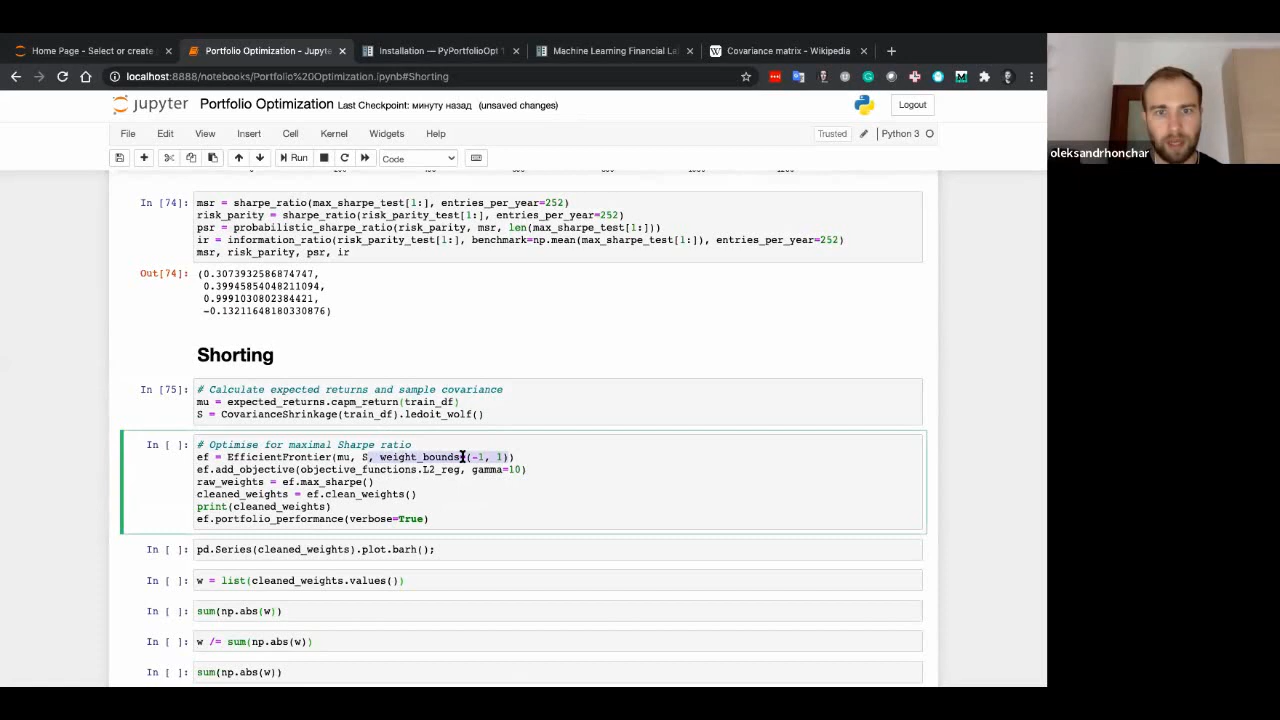 Home Page - Select or create
Portfolio Optimization - Jupyte
Installation — PyPortfolioOpt
Machine Learning Financial La
Covariance matrix - Wikipedia
localhost:8888/notebooks/Portfolio%20Optimization.ipynb#Shorting
jupyter Portfolio Optimization Last Checkpoint: минуту назад (unsaved changes)
Logout
File Edit View Insert Cell Kernel Widgets Help
Trusted
Python 3
Run
Code
In [74]: msr = sharpe_ratio(max_sharpe_test[1:], entries_per_year=252)
risk_parity = sharpe_ratio(risk_parity_test[1:], entries_per_year=252)
psr = probabilistic_sharpe_ratio(risk_parity, msr, len(max_sharpe_test[1:]))
ir = information_ratio(risk_parity_test[1:], benchmark=np.mean(max_sharpe_test[1:]), entries_per_year=252)
msr, risk_parity, psr, ir
Out[74]: (0.3073932586874747,
0.39945854048211094,
0.9991030802384421,
-0.13211648180330876)
Shorting
In [75]: # Calculate expected returns and sample covariance
mu = expected_returns.capm_return(train_df)
S = CovarianceShrinkage(train_df).ledoit_wolf()
In [ ]: # Optimise for maximal Sharpe ratio
ef = EfficientFrontier(mu, S, weight_bounds=(-1, 1))
ef.add_objective(objective_functions.L2_reg, gamma=10)
raw_weights = ef.max_sharpe()
cleaned_weights = ef.clean_weights()
print(cleaned_weights)
ef.portfolio_performance(verbose=True)
In [ ]: pd.Series(cleaned_weights).plot.barh();
In [ ]: w = list(cleaned_weights.values())
In [ ]: sum(np.abs(w))
In [ ]: w /= sum(np.abs(w))
In [ ]: sum(np.abs(w))
oleksandrhonchar